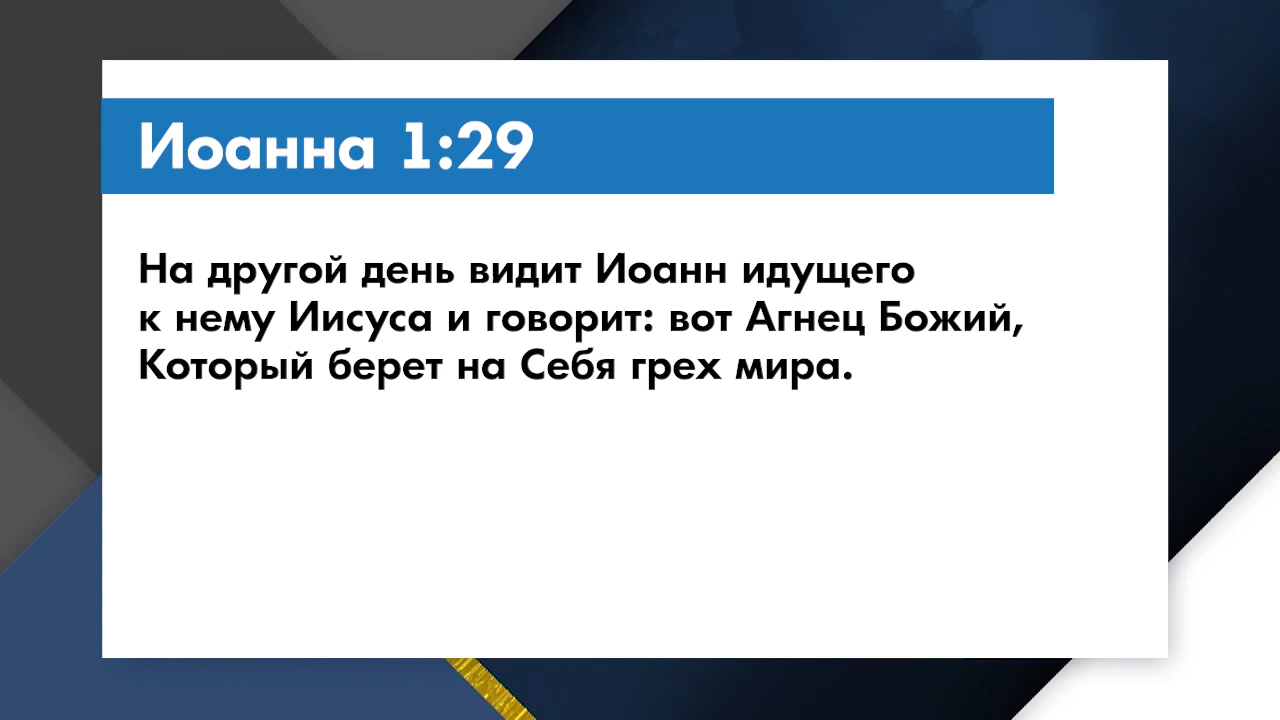 Иоанна 1:29
На другой день видит Иоанн идущего
к нему Иисуса и говорит: вот Агнец Божий,
Который берет на Себя грех мира.